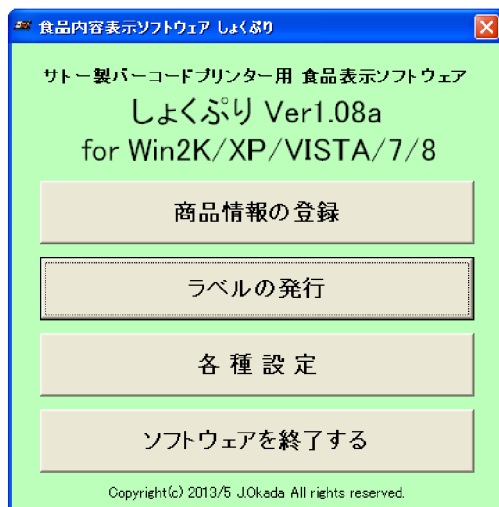 食品内容表示ソフトウェア しょくぷり
サトー製バーコードプリンター用 食品表示ソフトウェア
しょくぷり Ver1.08a
for Win2K/XP/VISTA/7/8
商品情報の登録
ラベルの発行
各 種 設 定
ソフトウェアを終了する
Copyright(c) 2013/5 J.Okada All rights reserved.